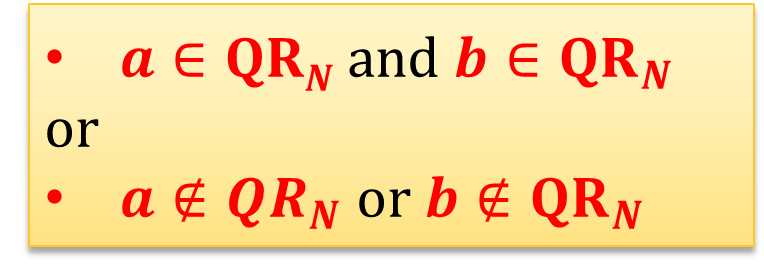 • a ∈ QR_N and b ∈ QR_N
or
• a ∉ QR_N or b ∉ QR_N